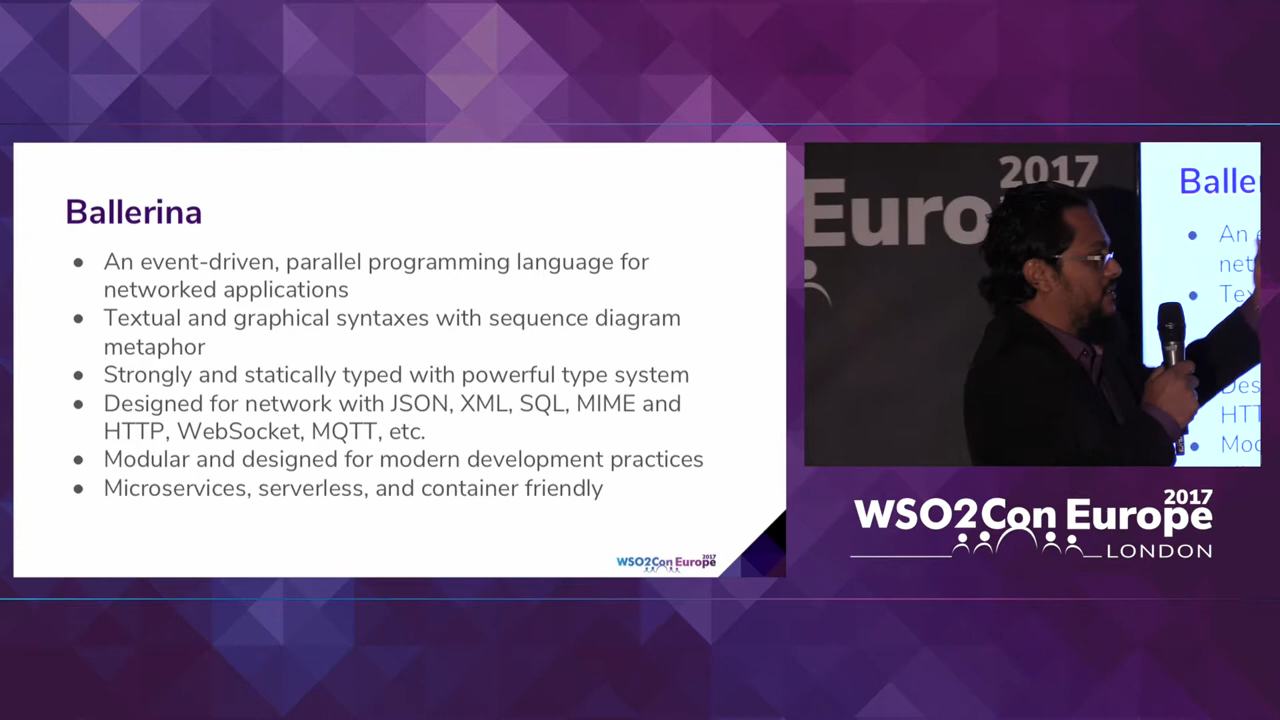 Ballerina
● An event-driven, parallel programming language for
networked applications
● Textual and graphical syntaxes with sequence diagram
metaphor
● Strongly and statically typed with powerful type system
● Designed for network with JSON, XML, SQL, MIME and
HTTP, WebSocket, MQTT, etc.
● Modular and designed for modern development practices
● Microservices, serverless, and container friendly
WSO2Con Europe 2017
2017
Euro
Balle
● An
net
● Tex
Des
HTT
● Mod
2017
WSO2Con Europe
LONDON